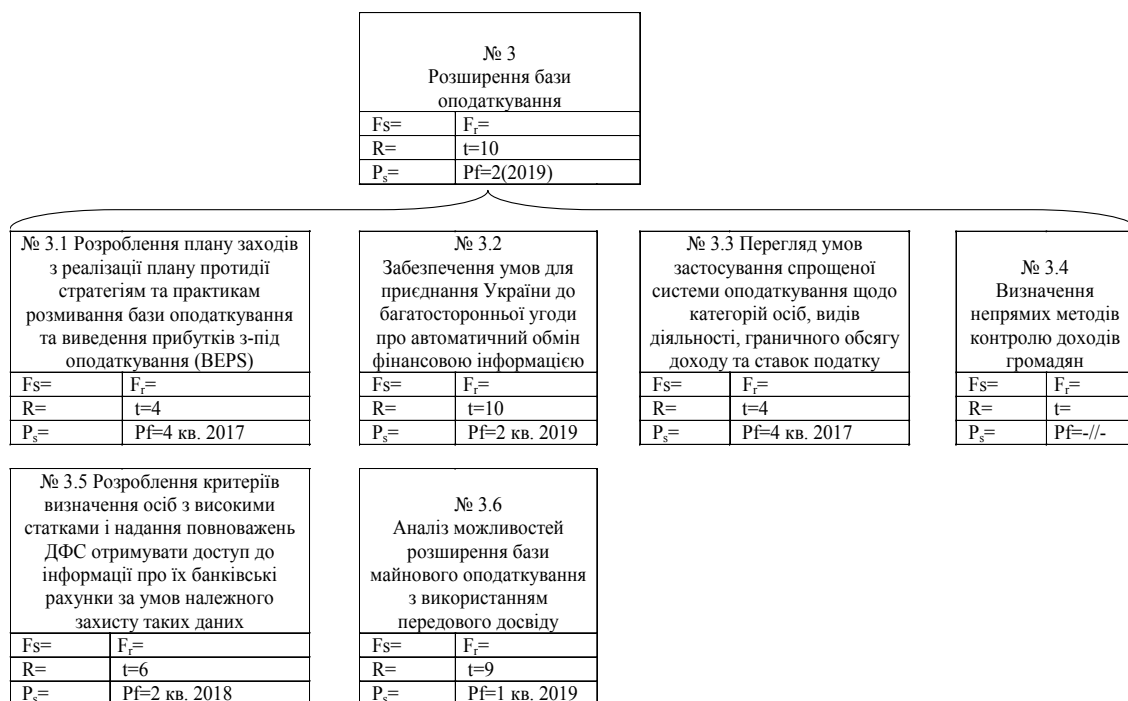 № 3
Розширення бази
оподаткування
Fs= Fr=
R= t=10
Ps= Pf=2(2019)
№ 3.1 Розроблення плану заходів
з реалізації плану протидії
стратегіям та практикам
розмивання бази оподаткування
та виведення прибутків з-під
оподаткування (BEPS)
Fs= Fr=
R= t=4
Ps= Pf=4 кв. 2017
№ 3.2
Забезпечення умов для
приєднання України до
багатосторонньої угоди
про автоматичний обмін
фінансовою інформацією
Fs= Fr=
R= t=10
Ps= Pf=2 кв. 2019
№ 3.3 Перегляд умов
застосування спрощеної
системи оподаткування щодо
категорій осіб, видів
діяльності, граничного обсягу
доходу та ставок податку
Fs= Fr=
R= t=4
Ps= Pf=4 кв. 2017
№ 3.4
Визначення
непрямих методів
контролю доходів
громадян
Fs= Fr=
R= t=
Ps= Pf=-//-
№ 3.5 Розроблення критеріїв
визначення осіб з високими
статками і надання повноважень
ДФС отримувати доступ до
інформації про їх банківські
рахунки за умов належного
захисту таких даних
Fs= Fr=
R= t=6
Ps= Pf=2 кв. 2018
№ 3.6
Аналіз можливостей
розширення бази
майнового оподаткування
з використанням
передового досвіду
Fs= Fr=
R= t=9
Ps= Pf=1 кв. 2019